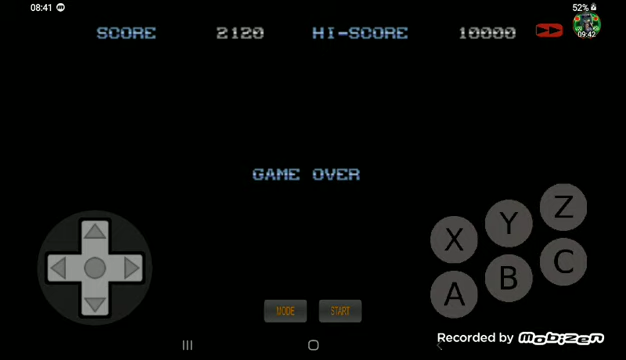 08:41
52%
SCORE 2120 HI-SCORE 10000
09:42
GAME OVER
X Y Z
A B C
MODE START
Recorded by MOBIZEN